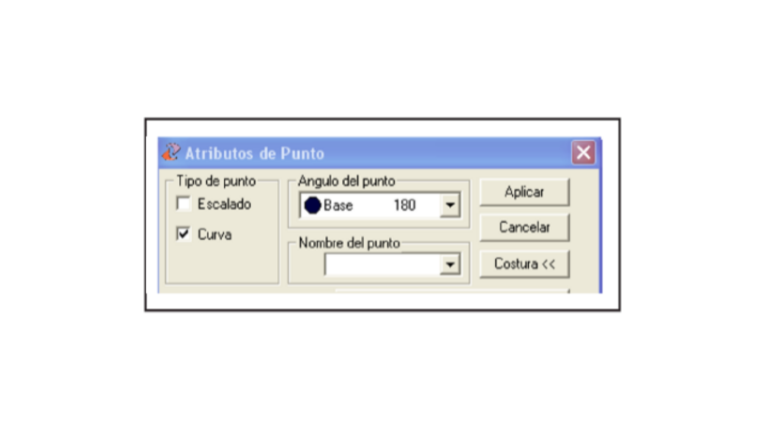 Atributos de Punto
Tipo de punto
Escalado
Curva
Angulo del punto
Base 180
Nombre del punto
Aplicar
Cancelar
Costura <<